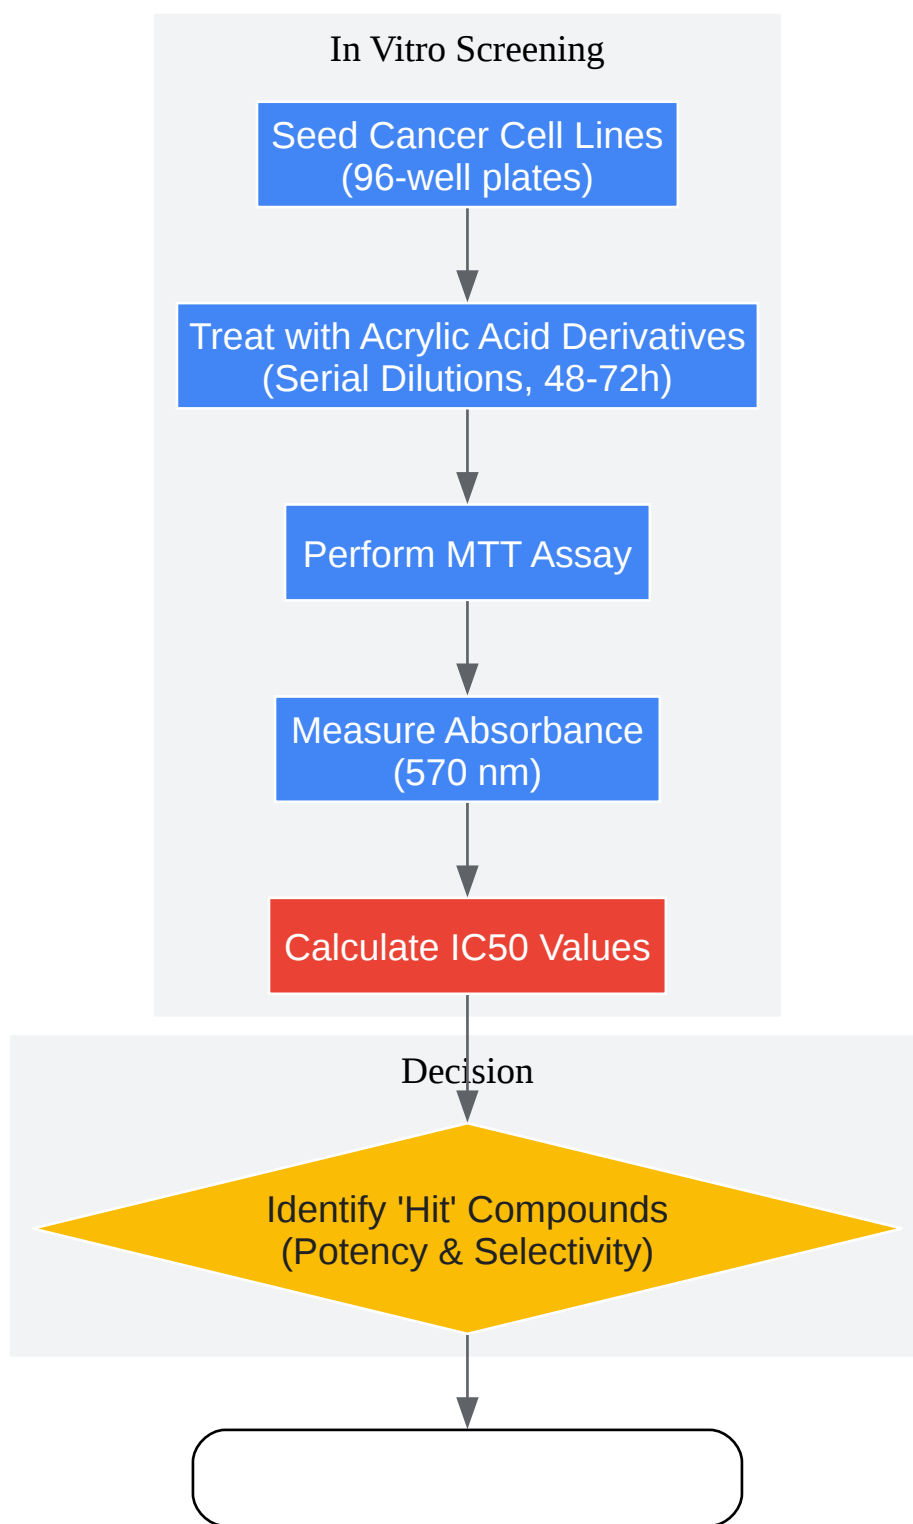 In Vitro Screening
Seed Cancer Cell Lines
(96-well plates)
Treat with Acrylic Acid Derivatives
(Serial Dilutions, 48-72h)
Perform MTT Assay
Measure Absorbance
(570 nm)
Calculate IC50 Values
Decision
Identify 'Hit' Compounds
(Potency & Selectivity)